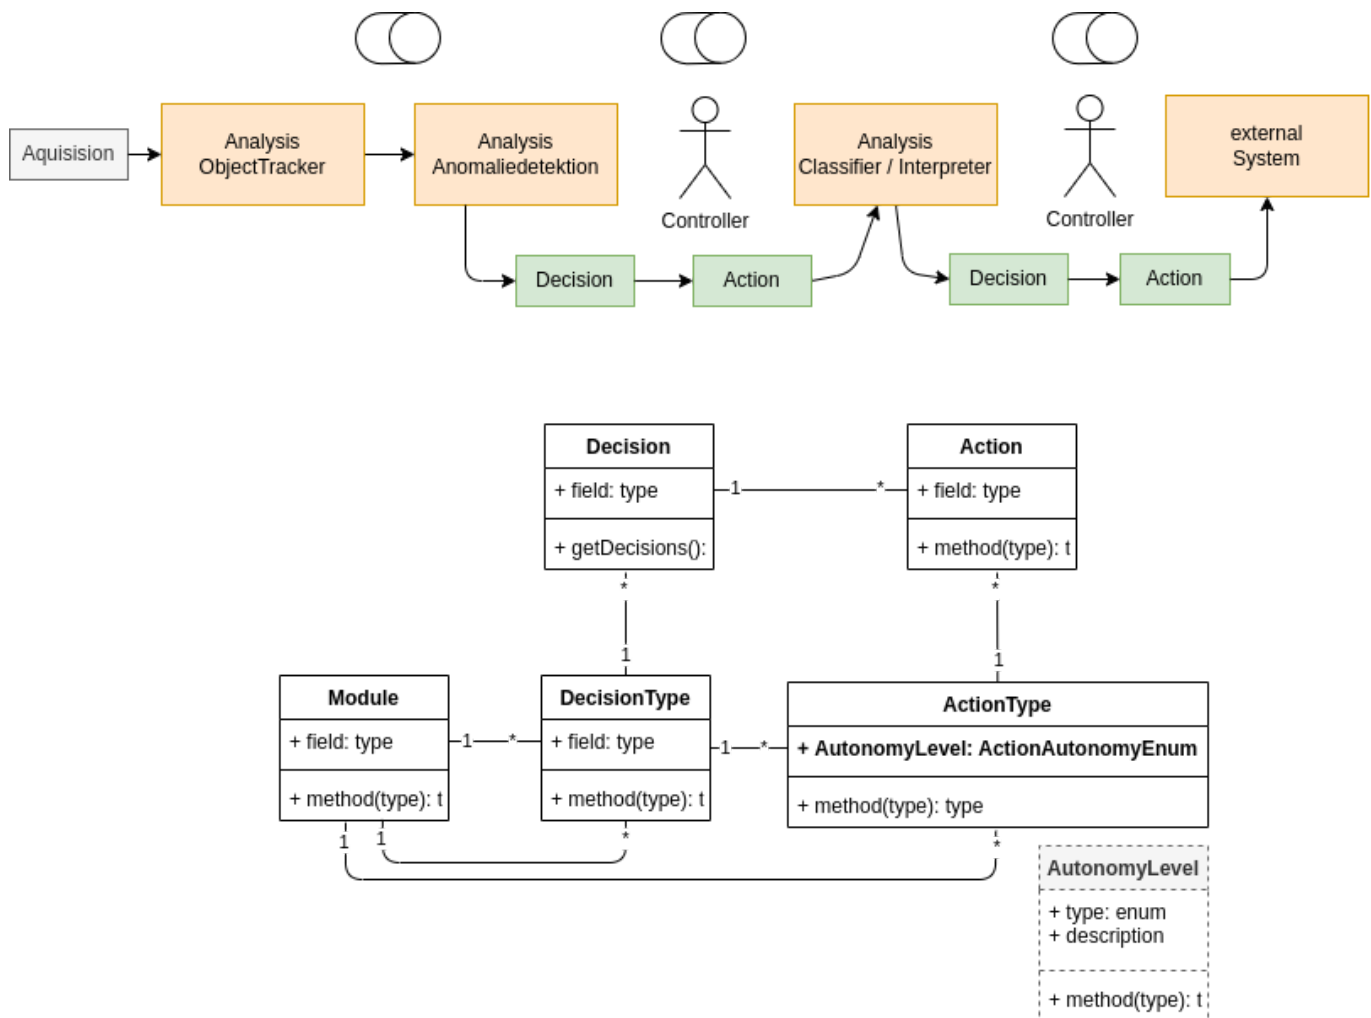 Aquisision
Analysis
ObjectTracker
Analysis
Anomaliedetektion
Controller
Analysis
Classifier / Interpreter
Controller
external
System
Decision
Action
Decision
Action
Decision
+ field: type
+ getDecisions():
Action
+ field: type
+ method(type): t
1
*
*
1
*
1
Module
+ field: type
+ method(type): t
1
*
DecisionType
+ field: type
+ method(type): t
1
*
ActionType
+ AutonomyLevel: ActionAutonomyEnum
+ method(type): type
1
1
*
*
AutonomyLevel
+ type: enum
+ description
+ method(type): t